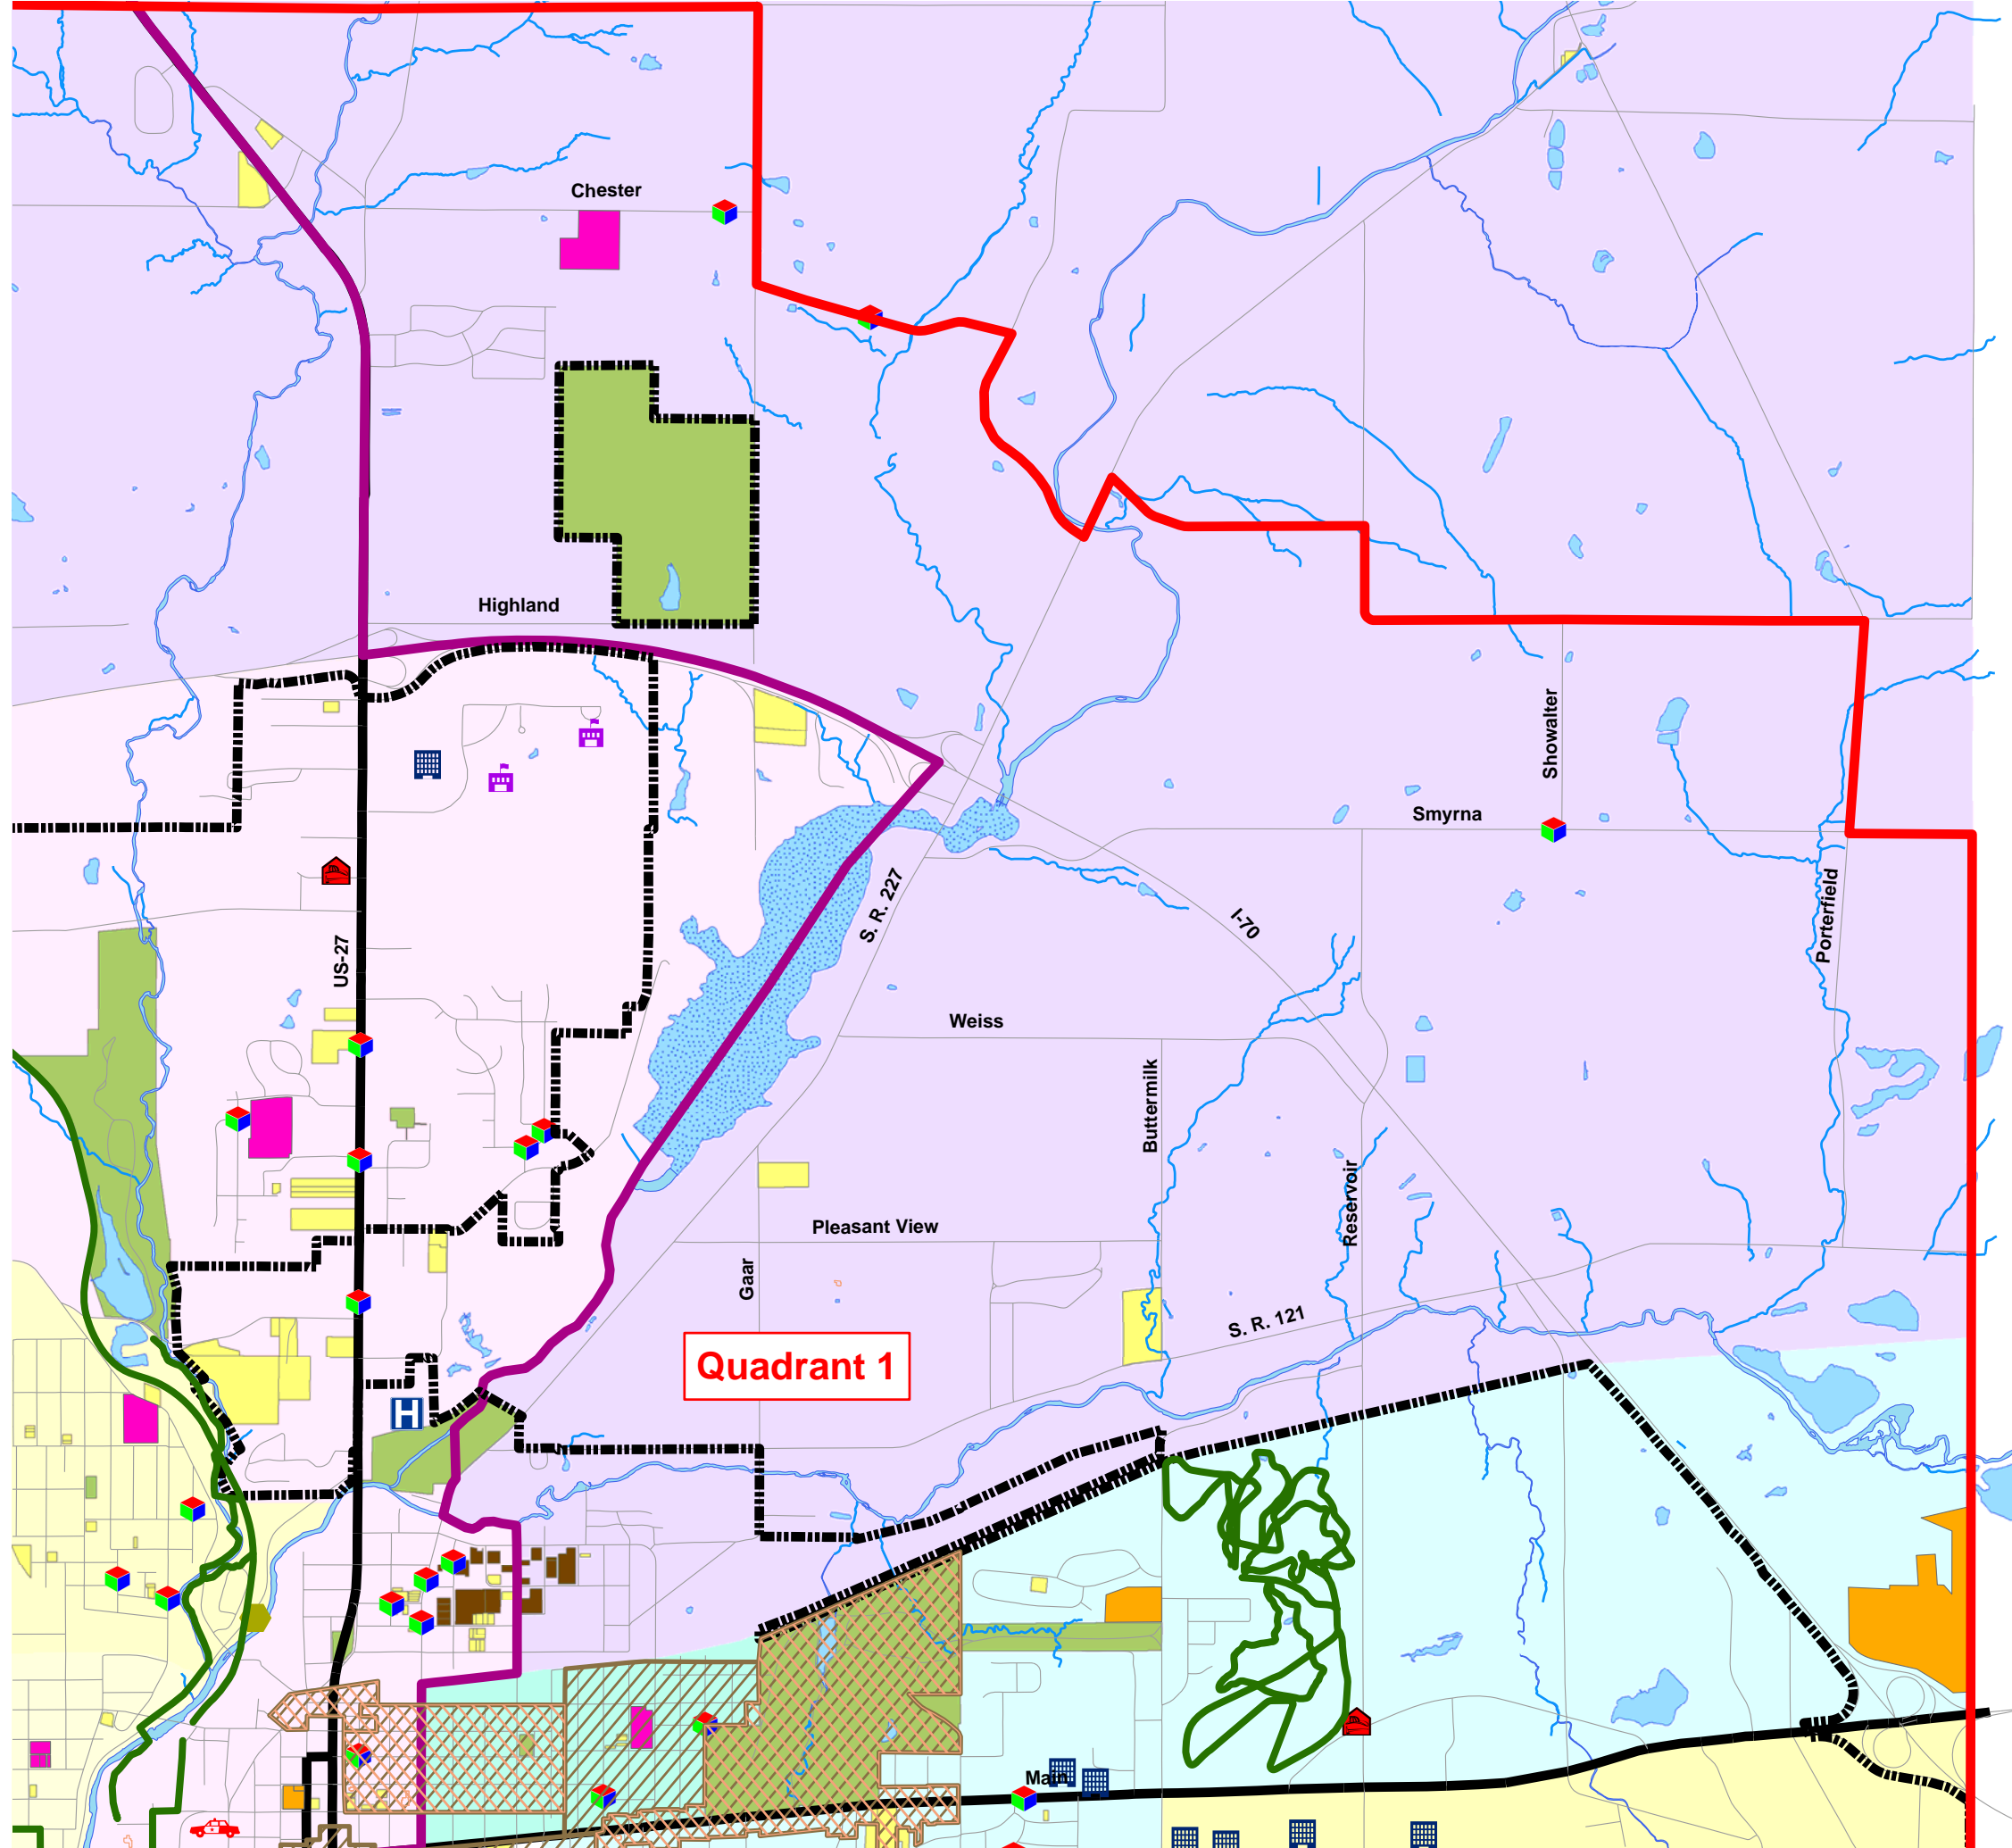 Chester
Highland
Showalter
Smyrna
Porterfield
S. R. 227
I-70
US-27
Weiss
Buttermilk
Reservoir
Pleasant View
Gaar
S. R. 121
Quadrant 1
H
Main